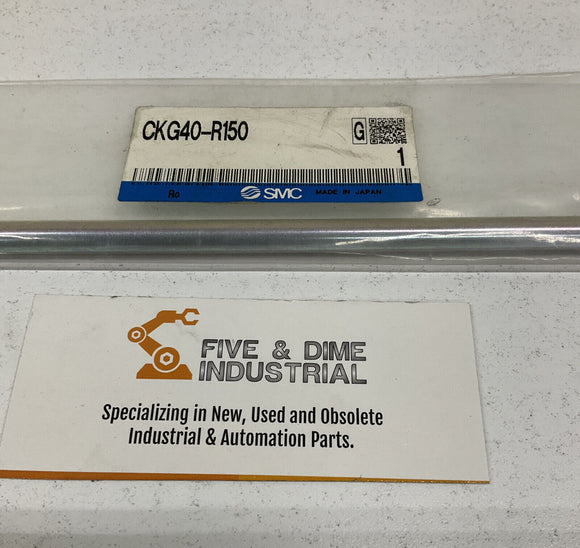 CKG40-R150
G
1
Ro SMC MADE IN JAPAN
FIVE & DIME
INDUSTRIAL
Specializing in New, Used and Obsolete
Industrial & Automation Parts.